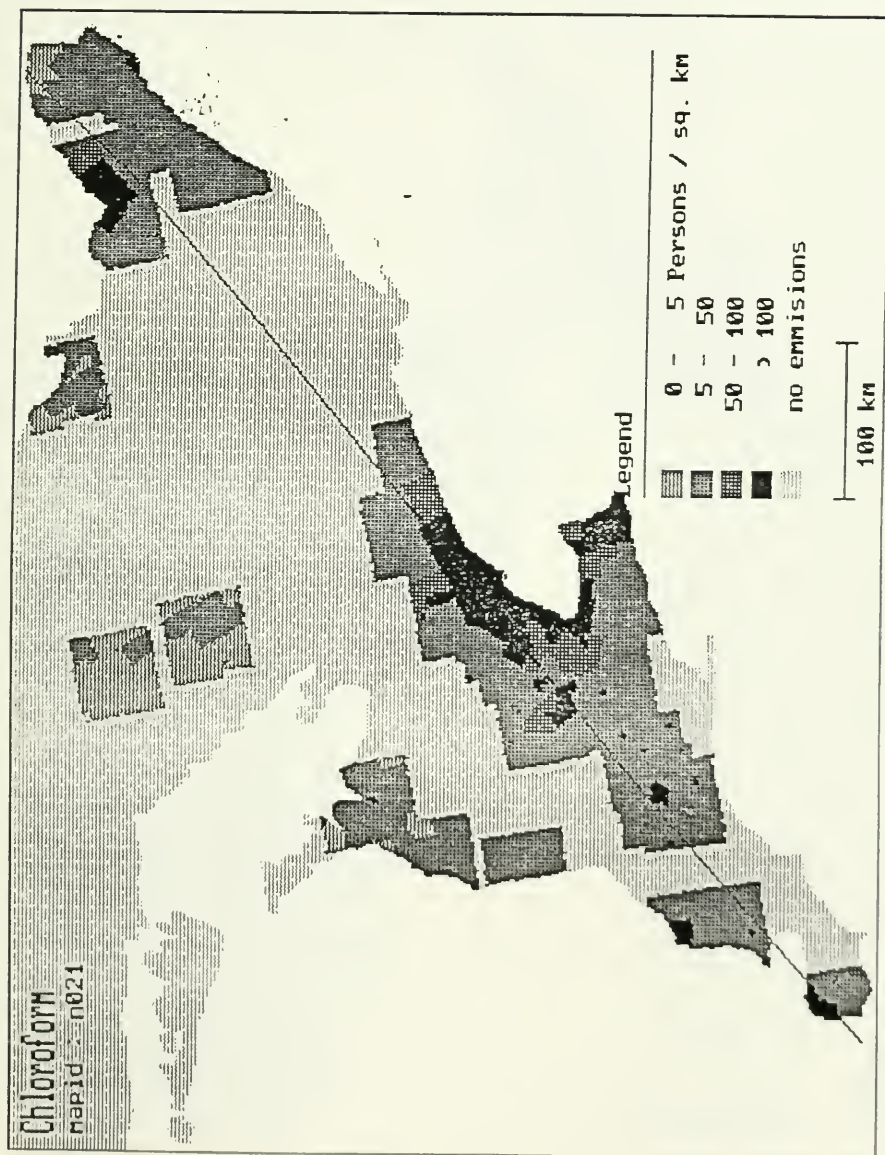 Chloroform
mapid : n021
Legend
0 - 5 Persons / sq. km
5 - 50
50 - 100
> 100
no emmisions
100 km